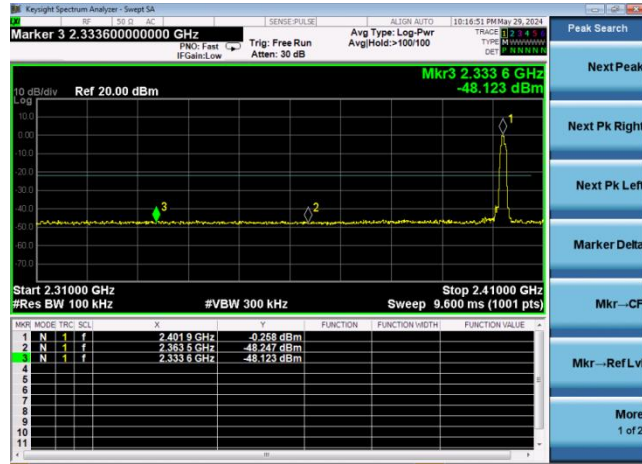 Keysight Spectrum Analyzer - Swept SA
RF 50 Ω AC SENSE:PULSE ALIGN AUTO 10:16:51 PM May 29, 2024
Marker 3 2.333600000000 GHz
PNO: Fast
IFGain:Low
Trig: Free Run
Atten: 30 dB
Avg Type: Log-Pwr
Avg|Hold:>100/100
TRACE 1 2 3 4 5 6
TYPE M WWWWW
DET P N N N N N
Mkr3 2.333 6 GHz
-48.123 dBm
10 dB/div Ref 20.00 dBm
Log
10.0
0.00
-10.0
-20.0
-30.0
-40.0
-50.0
-60.0
-70.0
1
2
3
Start 2.31000 GHz Stop 2.41000 GHz
#Res BW 100 kHz #VBW 300 kHz Sweep 9.600 ms (1001 pts)
MKR MODE TRC SCL X Y FUNCTION FUNCTION WIDTH FUNCTION VALUE
1 N 1 f 2.401 9 GHz -0.258 dBm
2 N 1 f 2.363 5 GHz -48.247 dBm
3 N 1 f 2.333 6 GHz -48.123 dBm
4
5
6
7
8
9
10
11
Peak Search
Next Peak
Next Pk Right
Next Pk Left
Marker Delta
Mkr→CF
Mkr→Ref Lvl
More
1 of 2